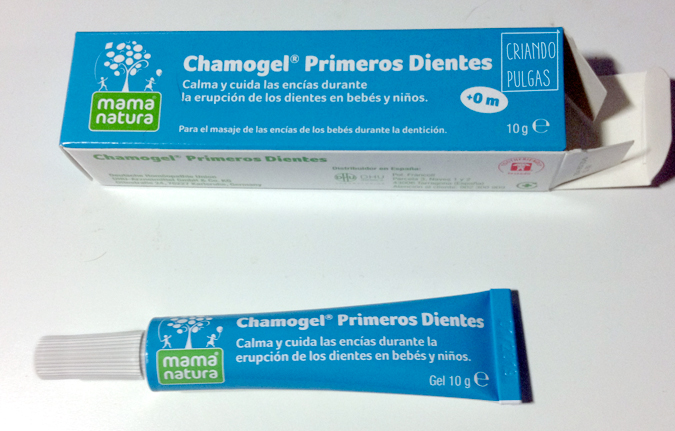 Chamogel® Primeros Dientes
Calma y cuida las encías durante
la erupción de los dientes en bebés y niños.
+0 m
Para el masaje de las encías de los bebés durante la dentición.
10 g ℮
mama®
natura
CRIANDO
PULGAS
Chamogel® Primeros Dientes
Distribuidor en España:
DHU
Chamogel® Primeros Dientes
Calma y cuida las encías durante la
erupción de los dientes en bebés y niños.
Gel 10 g ℮
mama®
natura